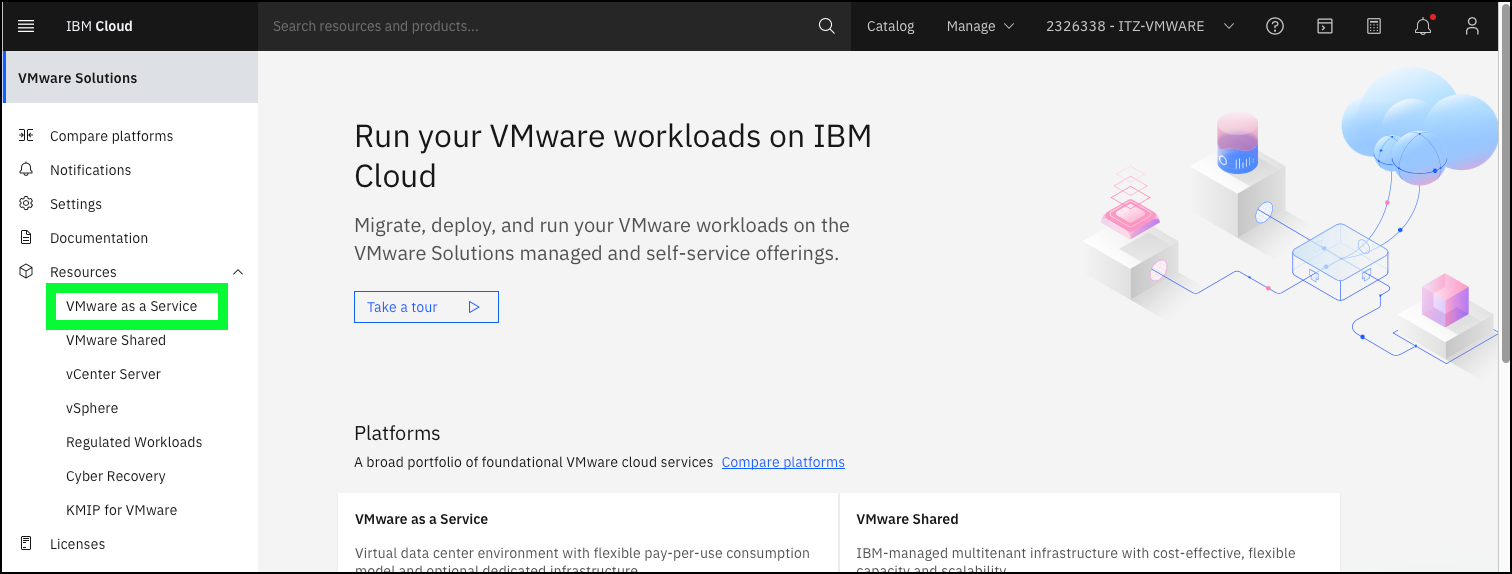 IBM Cloud
Search resources and products...
Catalog
Manage
2326338 - ITZ-VMWARE
VMware Solutions
Compare platforms
Notifications
Settings
Documentation
Resources
VMware as a Service
VMware Shared
vCenter Server
vSphere
Regulated Workloads
Cyber Recovery
KMIP for VMware
Licenses
Run your VMware workloads on IBM
Cloud
Migrate, deploy, and run your VMware workloads on the
VMware Solutions managed and self-service offerings.
Take a tour
Platforms
A broad portfolio of foundational VMware cloud services Compare platforms
VMware as a Service
Virtual data center environment with flexible pay-per-use consumption
model and optional dedicated infrastructure
VMware Shared
IBM-managed multitenant infrastructure with cost-effective, flexible
capacity and scalability